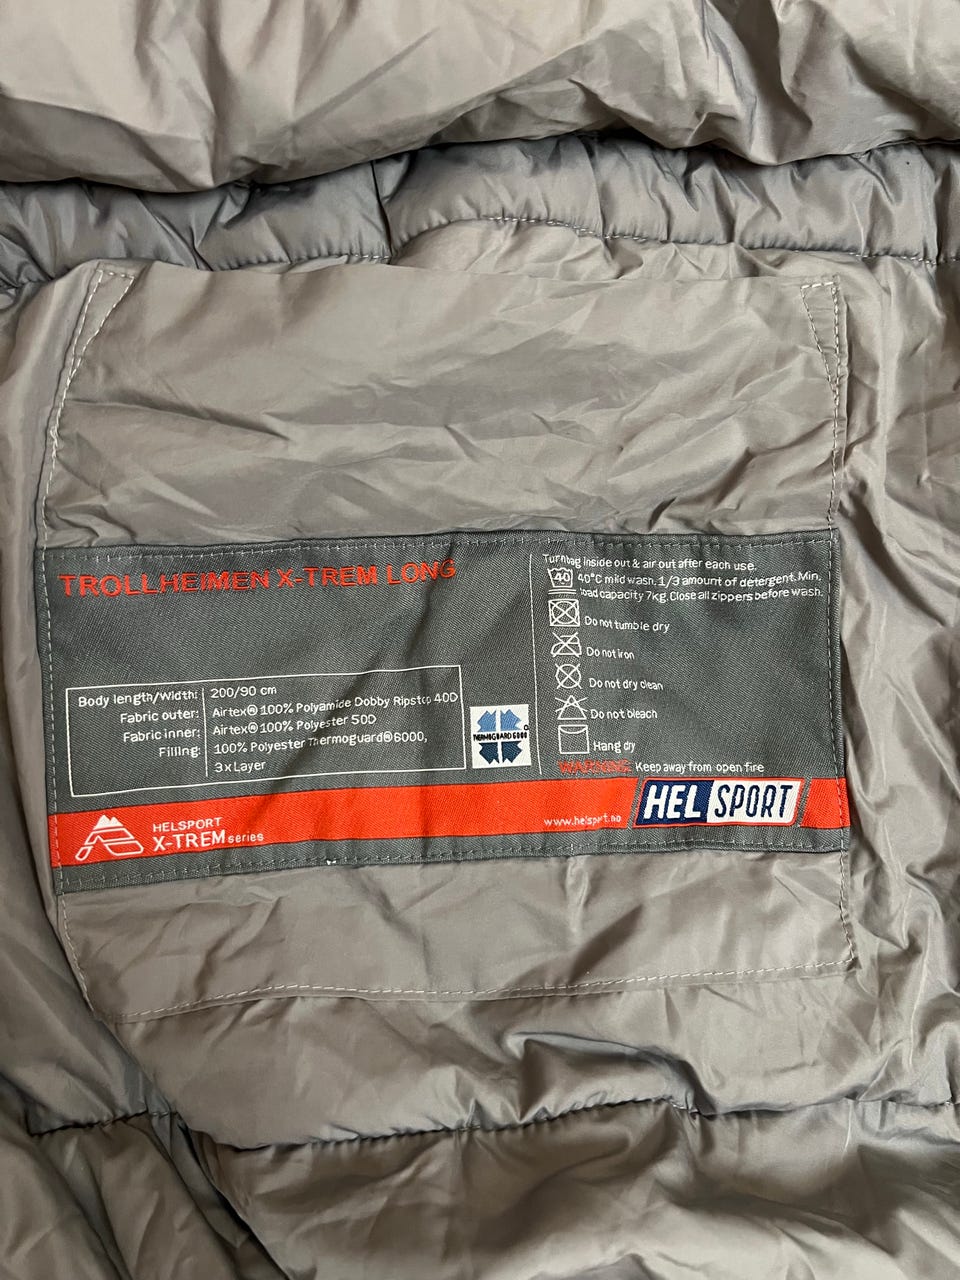 TROLLHEIMEN X-TREM LONG
Body length/Width: 200/90 cm
Fabric outer: Airtex® 100% Polyamide Dobby Ripstop 40D
Fabric inner: Airtex® 100% Polyester 50D
Filling: 100% Polyester Thermoguard®6000,
3xLayer
THERMOGUARD 6000
HELSPORT
X-TREM series
Turn bag inside out & air out after each use.
40 40°C mild wash. 1/3 amount of detergent. Min.
load capacity 7kg. Close all zippers before wash.
Do not tumble dry
Do not iron
Do not dry clean
Do not bleach
Hang dry
WARNING: Keep away from open fire
www.helsport.no
HELSPORT